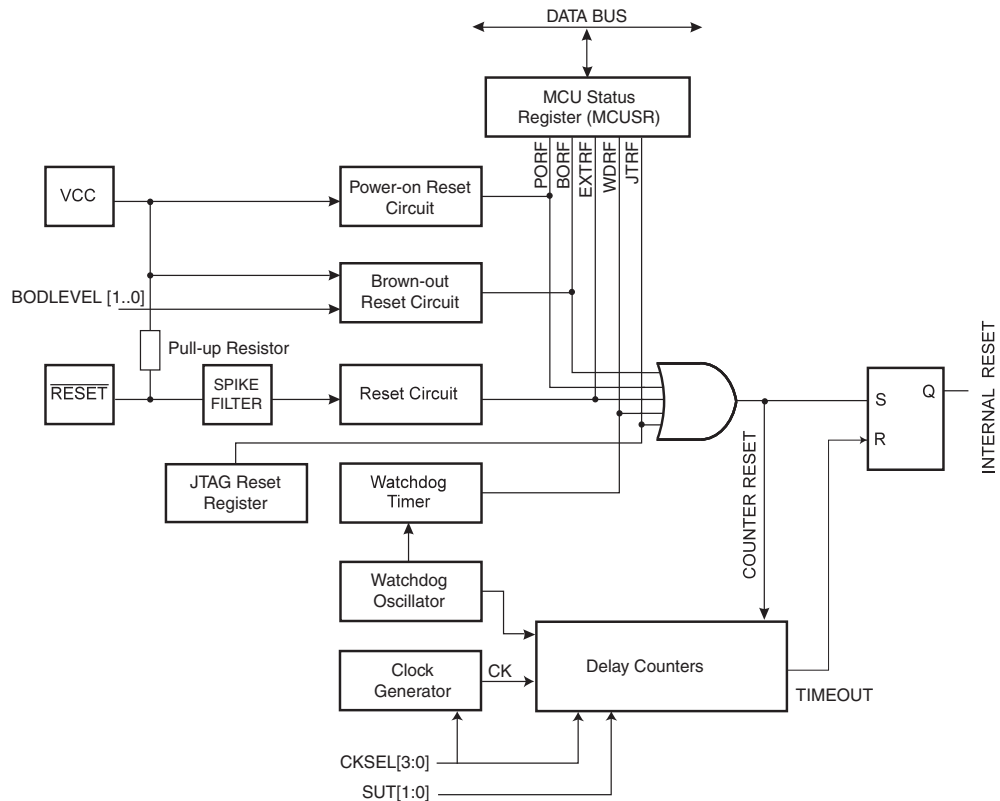 DATA BUS
MCU Status
Register (MCUSR)
PORF
BORF
EXTRF
WDRF
JTRF
VCC
Power-on Reset
Circuit
Brown-out
Reset Circuit
BODLEVEL [1..0]
Pull-up Resistor
RESET
SPIKE
FILTER
Reset Circuit
JTAG Reset
Register
Watchdog
Timer
S
R
Q
INTERNAL RESET
COUNTER RESET
Watchdog
Oscillator
Clock
Generator
CK
Delay Counters
TIMEOUT
CKSEL[3:0]
SUT[1:0]